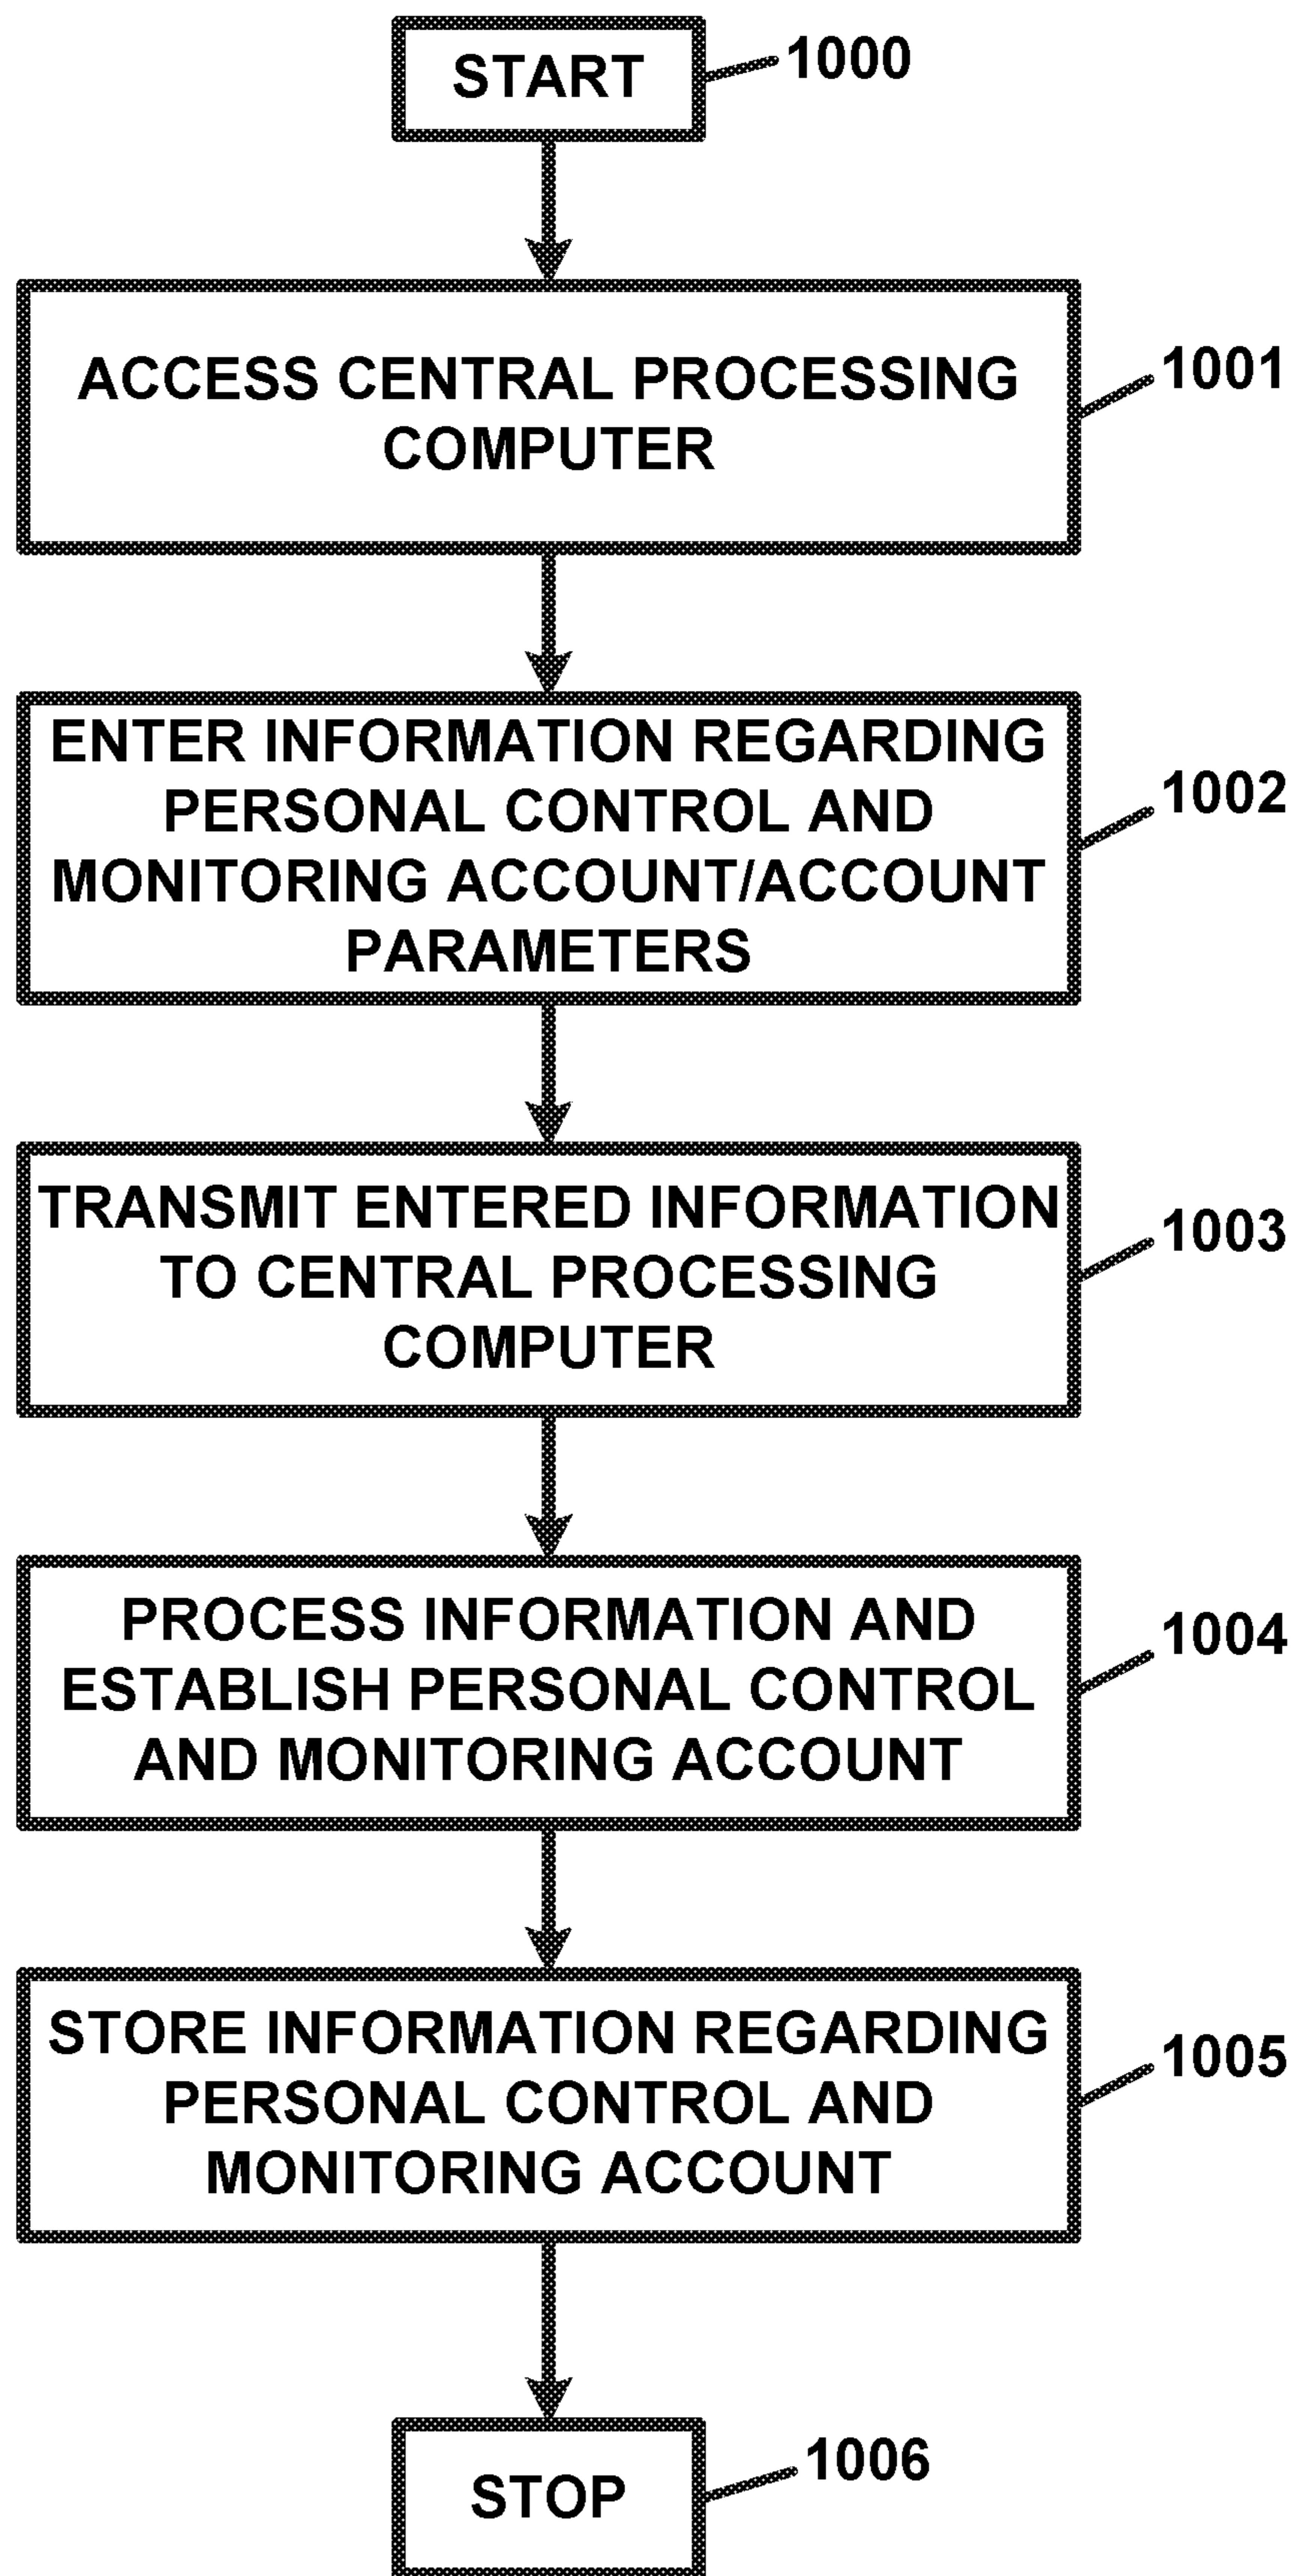 START
1000
ACCESS CENTRAL PROCESSING
COMPUTER
1001
ENTER INFORMATION REGARDING
PERSONAL CONTROL AND
MONITORING ACCOUNT/ACCOUNT
PARAMETERS
1002
TRANSMIT ENTERED INFORMATION
TO CENTRAL PROCESSING
COMPUTER
1003
PROCESS INFORMATION AND
ESTABLISH PERSONAL CONTROL
AND MONITORING ACCOUNT
1004
STORE INFORMATION REGARDING
PERSONAL CONTROL AND
MONITORING ACCOUNT
1005
STOP
1006